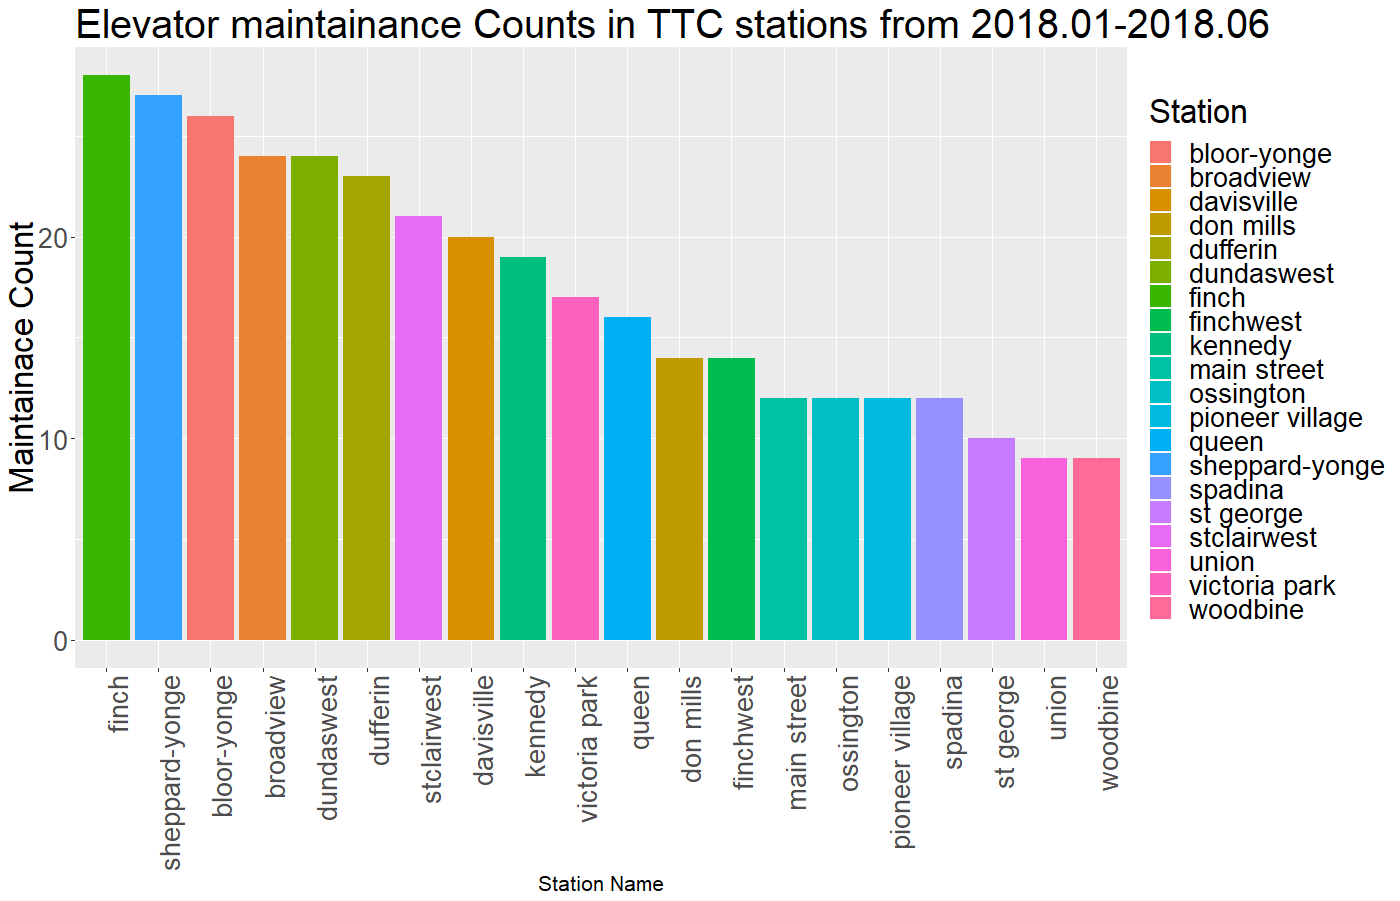 Elevator maintainance Counts in TTC stations from 2018.01-2018.06
Maintainace Count
20
10
0
finch
sheppard-yonge
bloor-yonge
broadview
dundaswest
dufferin
stclairwest
davisville
kennedy
victoria park
queen
don mills
finchwest
main street
ossington
pioneer village
spadina
st george
union
woodbine
Station Name
Station
bloor-yonge
broadview
davisville
don mills
dufferin
dundaswest
finch
finchwest
kennedy
main street
ossington
pioneer village
queen
sheppard-yonge
spadina
st george
stclairwest
union
victoria park
woodbine